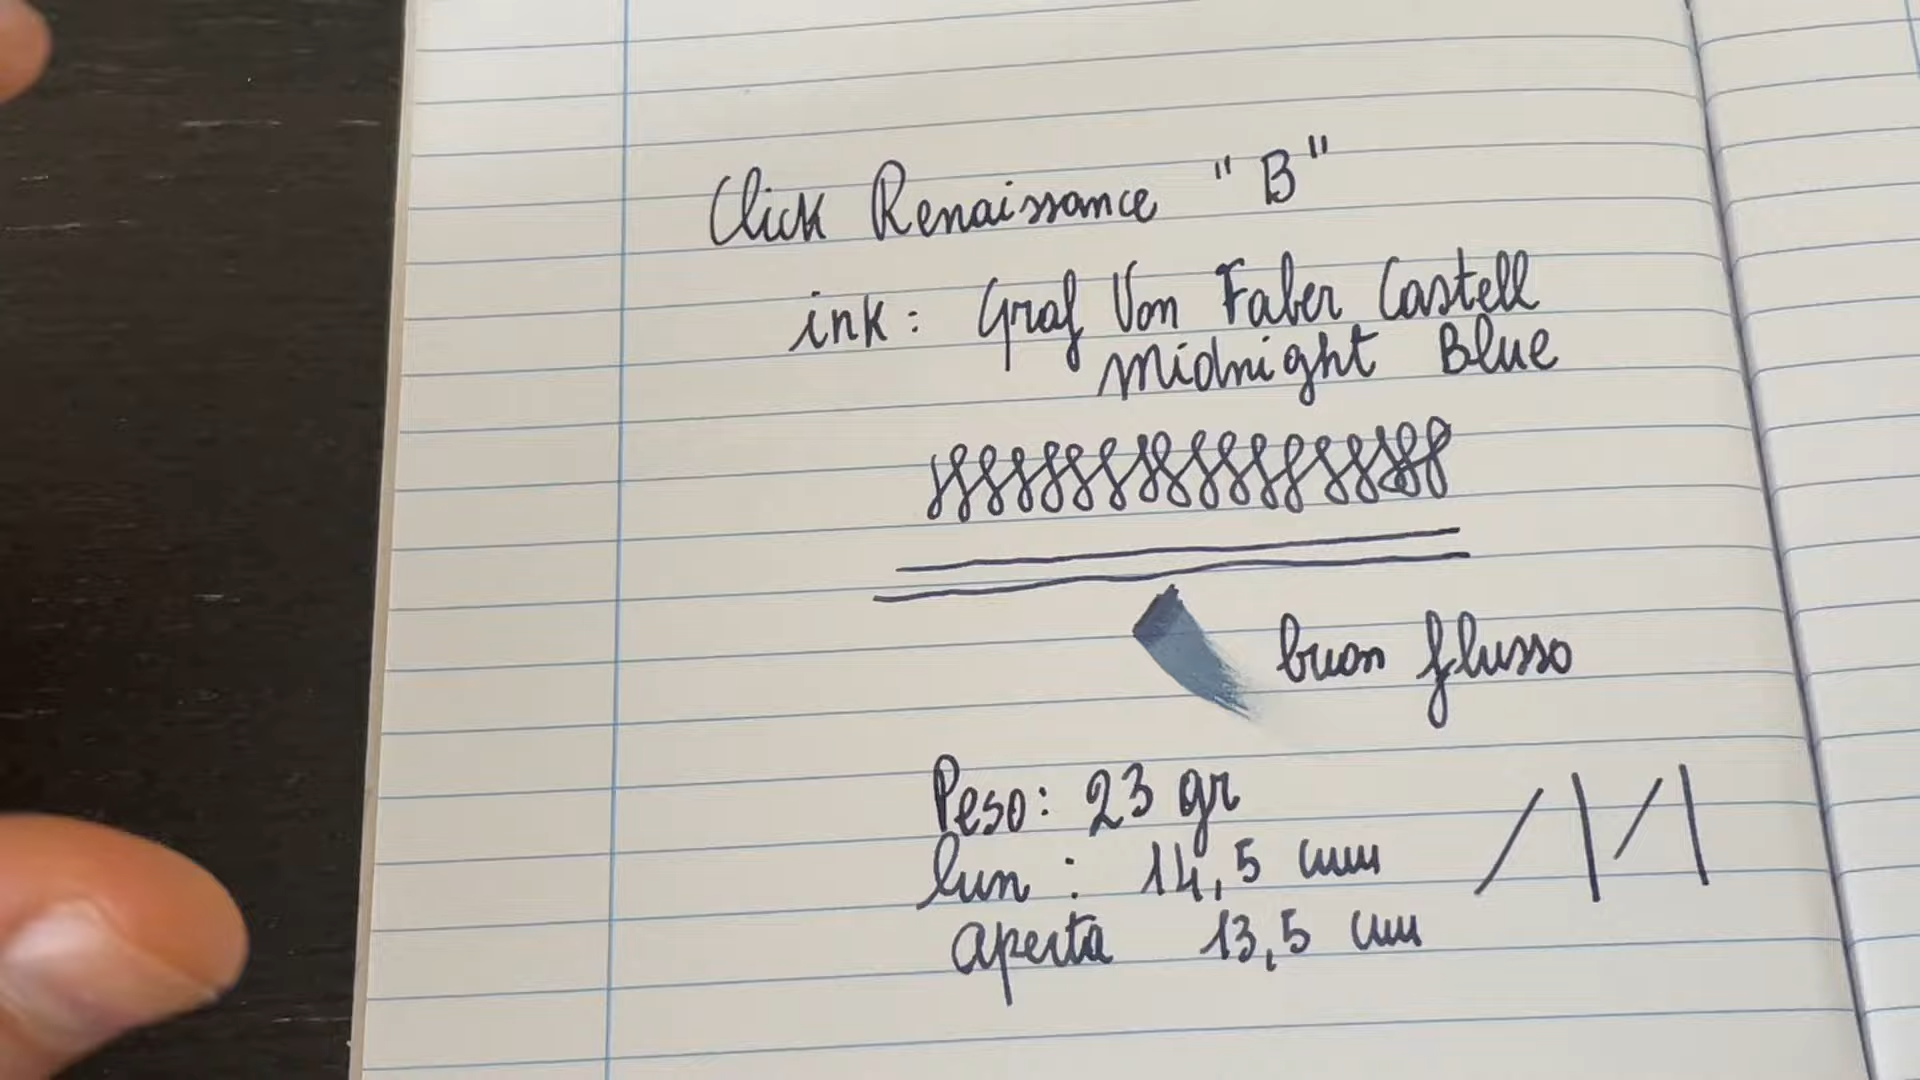 Click Renaissance "B"
ink: Graf Von Faber Castell
Midnight Blue
buon flusso
Peso: 23 gr
lun: 14,5 cm
aperta 13,5 cm